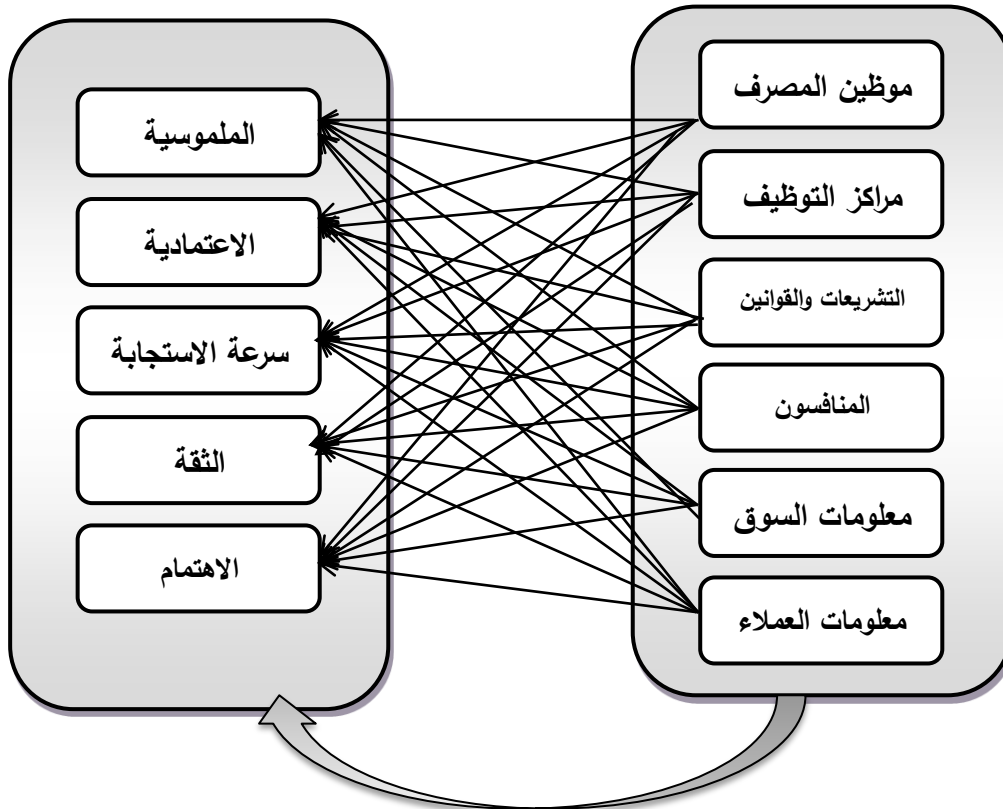 موظين المصرف
مراكز التوظيف
التشريعات والقوانين
المنافسون
معلومات السوق
معلومات العملاء
الملموسية
الاعتمادية
سرعة الاستجابة
الثقة
الاهتمام